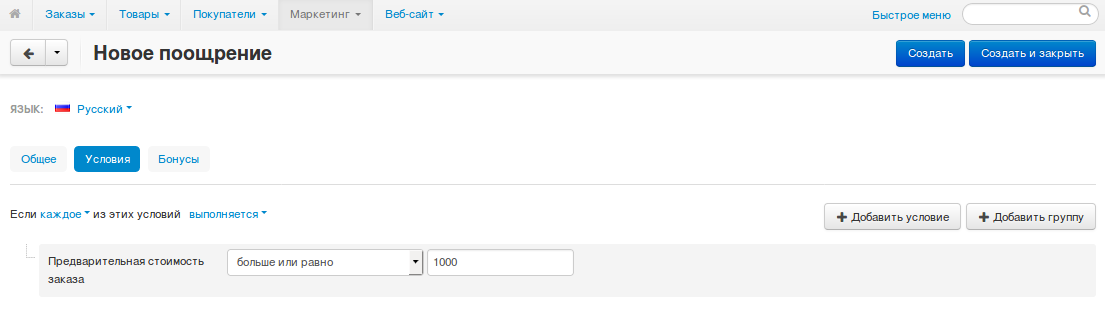 Заказы Товары Покупатели Маркетинг Веб-сайт Быстрое меню
Новое поощрение Создать Создать и закрыть
ЯЗЫК: Русский
Общее Условия Бонусы
Если каждое из этих условий выполняется Добавить условие Добавить группу
Предварительная стоимость больше или равно 1000
заказа